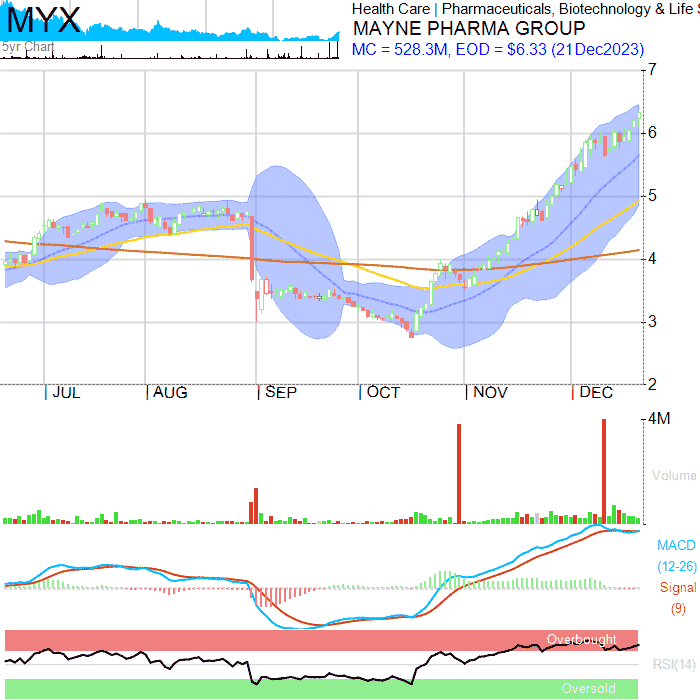 MYX
5yr Chart
Health Care | Pharmaceuticals, Biotechnology & Life S
MAYNE PHARMA GROUP
MC = 528.3M, EOD = $6.33 (21Dec2023)
7
6
5
4
3
2
JUL AUG SEP OCT NOV DEC
4M
Volume
MACD
(12-26)
Signal
(9)
Overbought
RSI(14)
Oversold